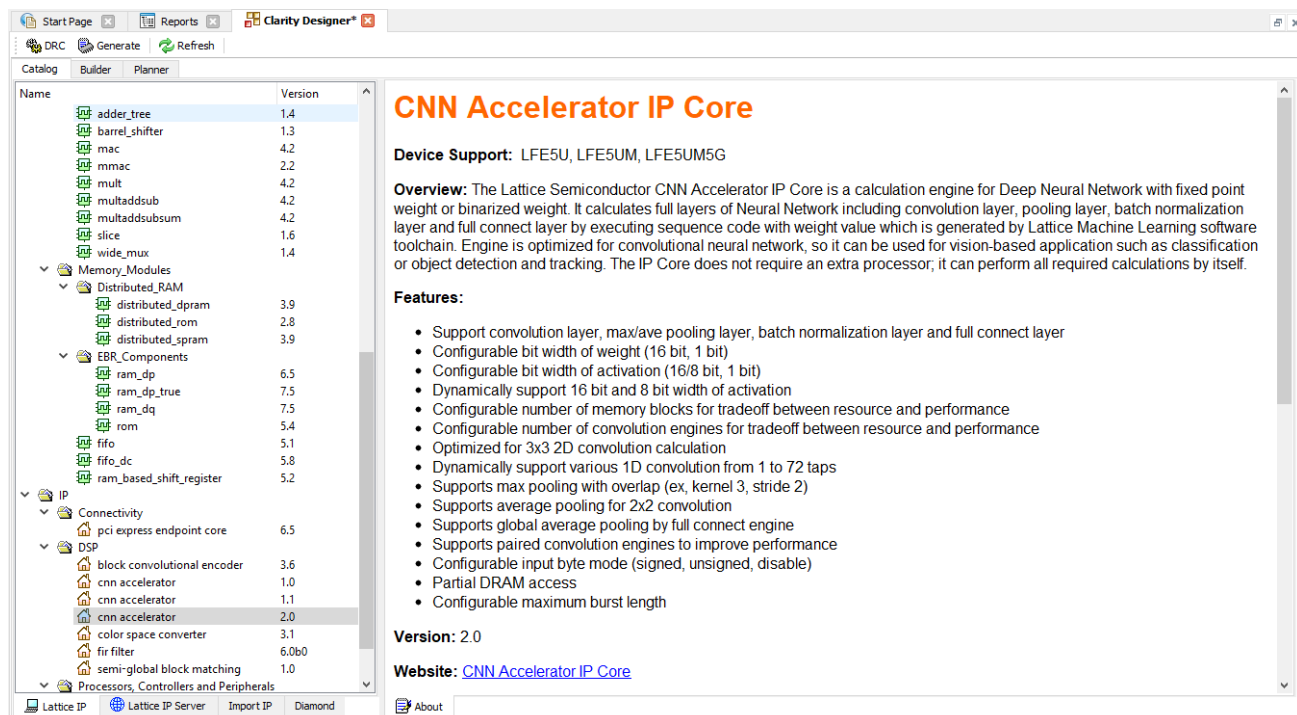 Start Page
Reports
Clarity Designer*
DRC Generate Refresh
Catalog Builder Planner
Name Version
adder_tree 1.4
barrel_shifter 1.3
mac 4.2
mmac 2.2
mult 4.2
multaddsub 4.2
multaddsubsum 4.2
slice 1.6
wide_mux 1.4
Memory_Modules
Distributed_RAM
distributed_dpram 3.9
distributed_rom 2.8
distributed_spram 3.9
EBR_Components
ram_dp 6.5
ram_dp_true 7.5
ram_dq 7.5
rom 5.4
fifo 5.1
fifo_dc 5.8
ram_based_shift_register 5.2
IP
Connectivity
pci express endpoint core 6.5
DSP
block convolutional encoder 3.6
cnn accelerator 1.0
cnn accelerator 1.1
cnn accelerator 2.0
color space converter 3.1
fir filter 6.0b0
semi-global block matching 1.0
Processors, Controllers and Peripherals
Lattice IP Lattice IP Server Import IP Diamond
CNN Accelerator IP Core
Device Support: LFE5U, LFE5UM, LFE5UM5G
Overview: The Lattice Semiconductor CNN Accelerator IP Core is a calculation engine for Deep Neural Network with fixed point
weight or binarized weight. It calculates full layers of Neural Network including convolution layer, pooling layer, batch normalization
layer and full connect layer by executing sequence code with weight value which is generated by Lattice Machine Learning software
toolchain. Engine is optimized for convolutional neural network, so it can be used for vision-based application such as classification
or object detection and tracking. The IP Core does not require an extra processor; it can perform all required calculations by itself.
Features:
• Support convolution layer, max/ave pooling layer, batch normalization layer and full connect layer
• Configurable bit width of weight (16 bit, 1 bit)
• Configurable bit width of activation (16/8 bit, 1 bit)
• Dynamically support 16 bit and 8 bit width of activation
• Configurable number of memory blocks for tradeoff between resource and performance
• Configurable number of convolution engines for tradeoff between resource and performance
• Optimized for 3x3 2D convolution calculation
• Dynamically support various 1D convolution from 1 to 72 taps
• Supports max pooling with overlap (ex, kernel 3, stride 2)
• Supports average pooling for 2x2 convolution
• Supports global average pooling by full connect engine
• Supports paired convolution engines to improve performance
• Configurable input byte mode (signed, unsigned, disable)
• Partial DRAM access
• Configurable maximum burst length
Version: 2.0
Website: CNN Accelerator IP Core
About